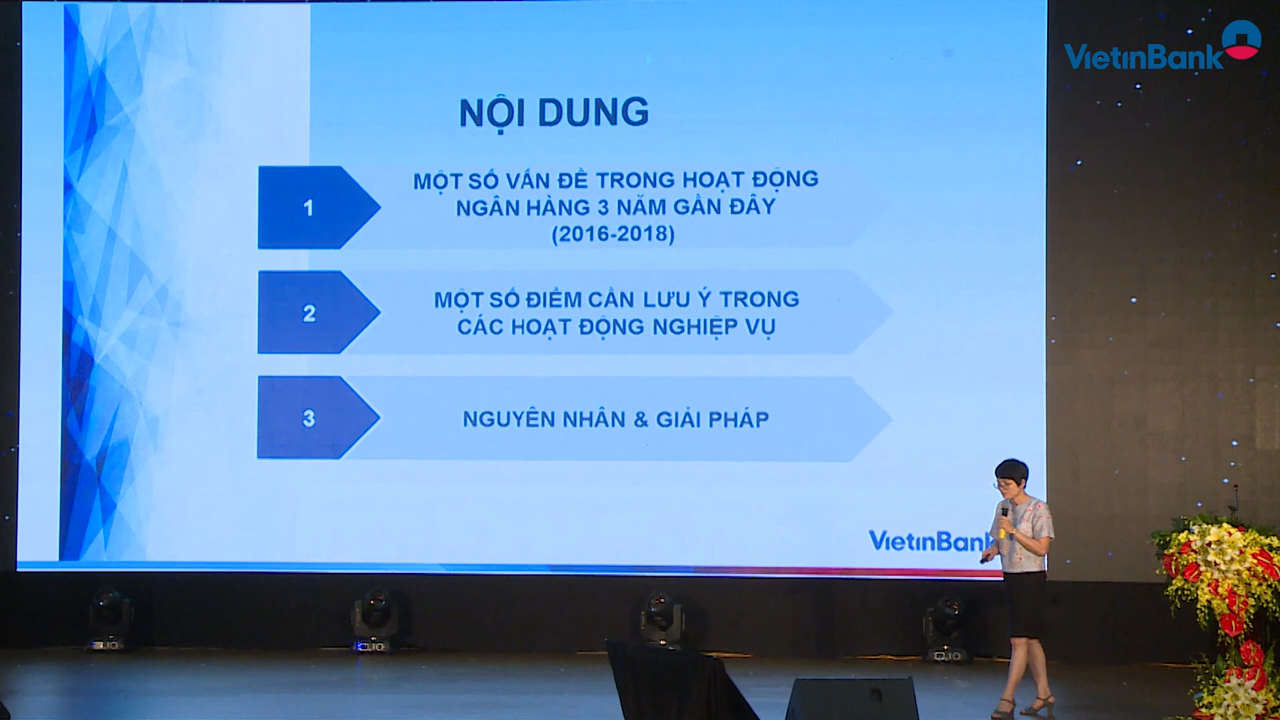 VietinBank
NỘI DUNG
1
MỘT SỐ VẤN ĐỀ TRONG HOẠT ĐỘNG
NGÂN HÀNG 3 NĂM GẦN ĐÂY
(2016-2018)
2
MỘT SỐ ĐIỂM CẦN LƯU Ý TRONG
CÁC HOẠT ĐỘNG NGHIỆP VỤ
3
NGUYÊN NHÂN & GIẢI PHÁP
VietinBank